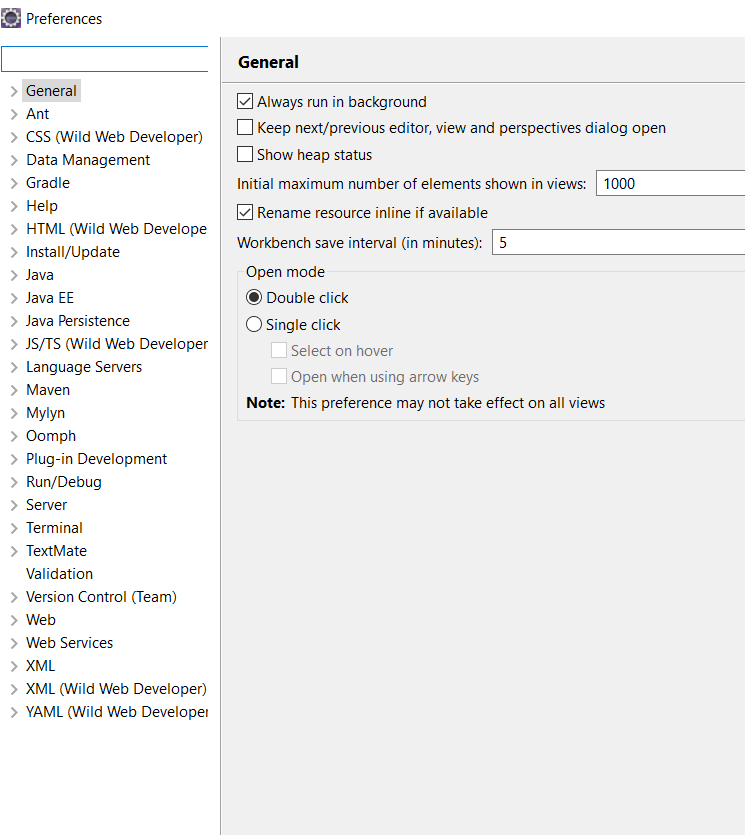 Preferences
General
Ant
CSS (Wild Web Developer)
Data Management
Gradle
Help
HTML (Wild Web Develope
Install/Update
Java
Java EE
Java Persistence
JS/TS (Wild Web Developer
Language Servers
Maven
Mylyn
Oomph
Plug-in Development
Run/Debug
Server
Terminal
TextMate
Validation
Version Control (Team)
Web
Web Services
XML
XML (Wild Web Developer)
YAML (Wild Web Developer
General
Always run in background
Keep next/previous editor, view and perspectives dialog open
Show heap status
Initial maximum number of elements shown in views: 1000
Rename resource inline if available
Workbench save interval (in minutes): 5
Open mode
Double click
Single click
Select on hover
Open when using arrow keys
Note: This preference may not take effect on all views